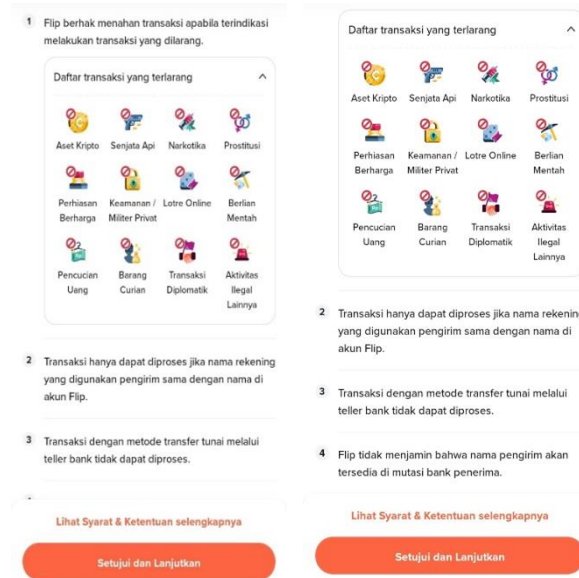 1 Flip berhak menahan transaksi apabila terindikasi
melakukan transaksi yang dilarang.
Daftar transaksi yang terlarang
Aset Kripto Senjata Api Narkotika Prostitusi
Perhiasan Keamanan / Lotre Online Berlian
Berharga Militer Privat Mentah
Pencucian Barang Transaksi Aktivitas
Uang Curian Diplomatik Ilegal
Lainnya
2 Transaksi hanya dapat diproses jika nama rekening
yang digunakan pengirim sama dengan nama di
akun Flip.
3 Transaksi dengan metode transfer tunai melalui
teller bank tidak dapat diproses.
Lihat Syarat & Ketentuan selengkapnya
Setujui dan Lanjutkan
Daftar transaksi yang terlarang
Aset Kripto Senjata Api Narkotika Prostitusi
Perhiasan Keamanan / Lotre Online Berlian
Berharga Militer Privat Mentah
Pencucian Barang Transaksi Aktivitas
Uang Curian Diplomatik Ilegal
Lainnya
2 Transaksi hanya dapat diproses jika nama rekening
yang digunakan pengirim sama dengan nama di
akun Flip.
3 Transaksi dengan metode transfer tunai melalui
teller bank tidak dapat diproses.
4 Flip tidak menjamin bahwa nama pengirim akan
tersedia di mutasi bank penerima.
Lihat Syarat & Ketentuan selengkapnya
Setujui dan Lanjutkan